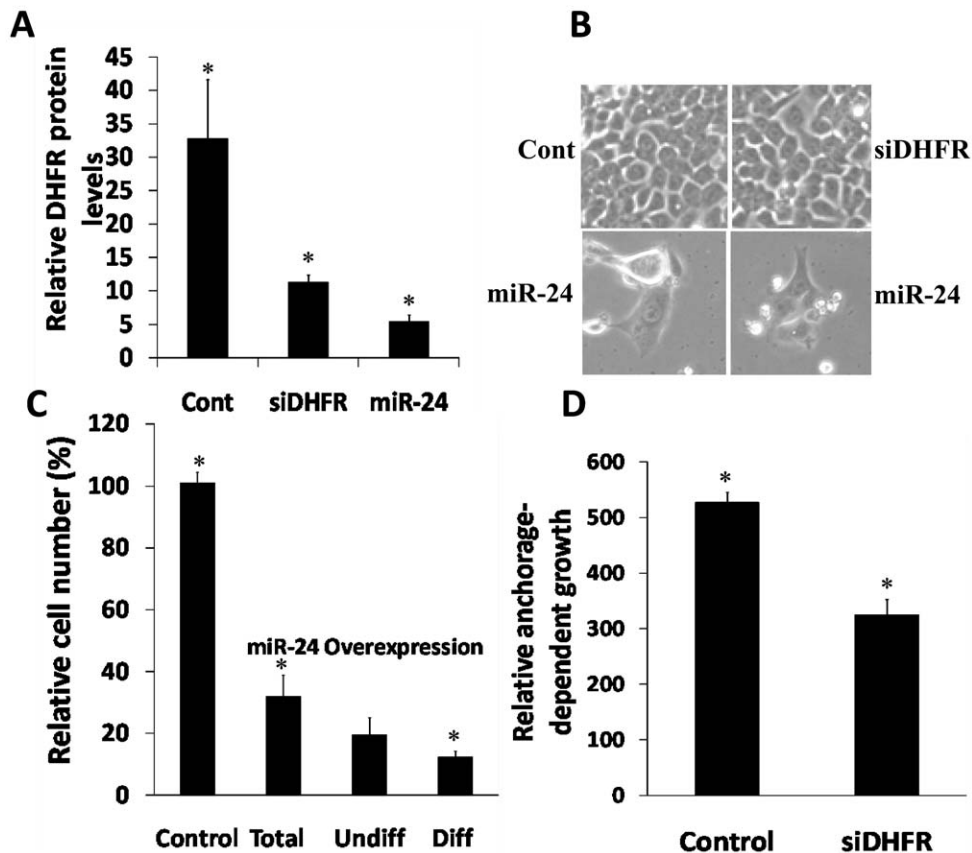 A
Relative DHFR protein
levels
45
40
35
30
25
20
15
10
5
0
*
*
*
Cont
siDHFR
miR-24
B
Cont
siDHFR
miR-24
miR-24
C
Relative cell number (%)
120
100
80
60
40
20
0
*
miR-24 Overexpression
*
*
Control
Total
Undiff
Diff
D
Relative anchorage-
dependent growth
600
500
400
300
200
100
0
*
*
Control
siDHFR